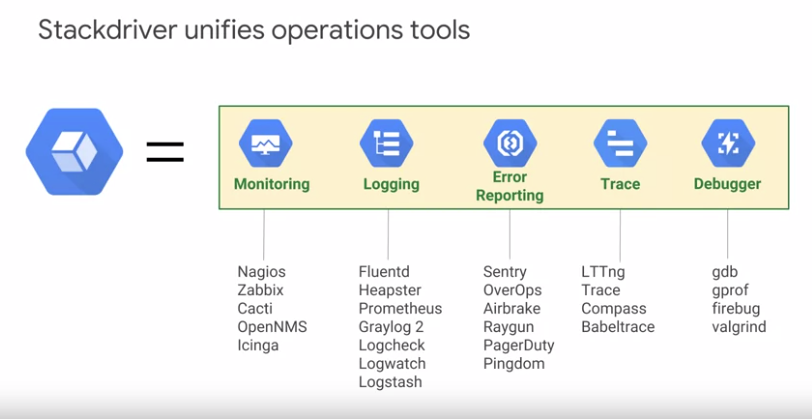 Stackdriver unifies operations tools
=
Monitoring
Logging
Error
Reporting
Trace
Debugger
Nagios
Zabbix
Cacti
OpenNMS
Icinga
Fluentd
Heapster
Prometheus
Graylog 2
Logcheck
Logwatch
Logstash
Sentry
OverOps
Airbrake
Raygun
PagerDuty
Pingdom
LTTng
Trace
Compass
Babeltrace
gdb
gprof
firebug
valgrind